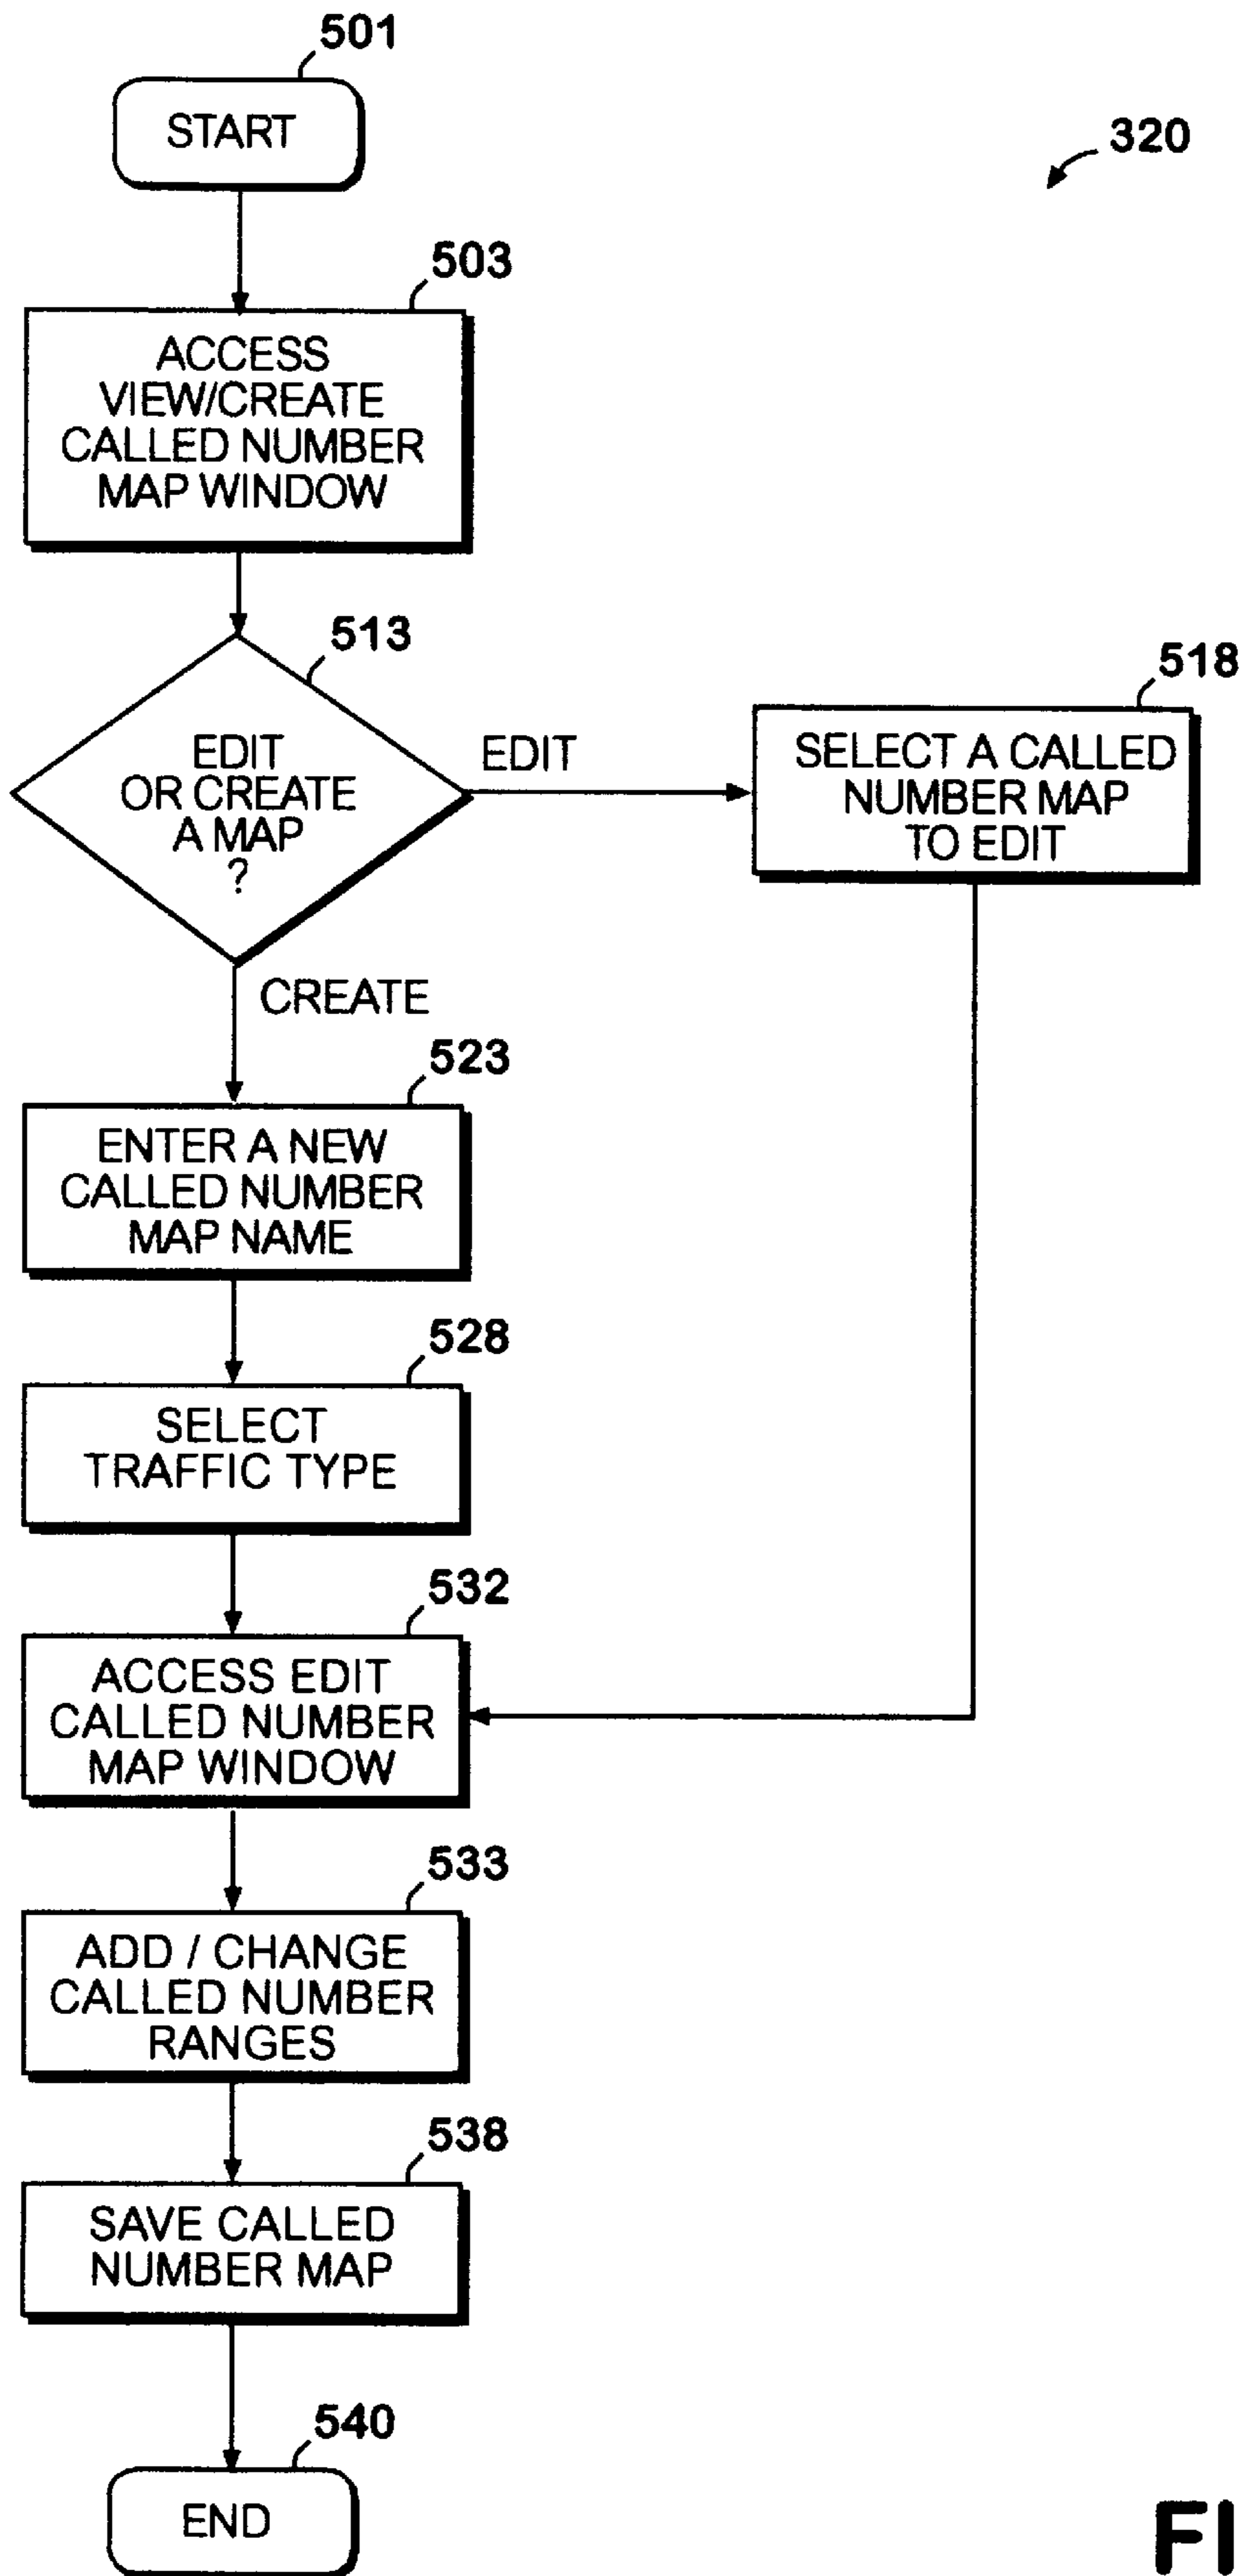 501
START
320
503
ACCESS
VIEW/CREATE
CALLED NUMBER
MAP WINDOW
513
EDIT
OR CREATE
A MAP
?
EDIT
518
SELECT A CALLED
NUMBER MAP
TO EDIT
CREATE
523
ENTER A NEW
CALLED NUMBER
MAP NAME
528
SELECT
TRAFFIC TYPE
532
ACCESS EDIT
CALLED NUMBER
MAP WINDOW
533
ADD / CHANGE
CALLED NUMBER
RANGES
538
SAVE CALLED
NUMBER MAP
540
END
FI